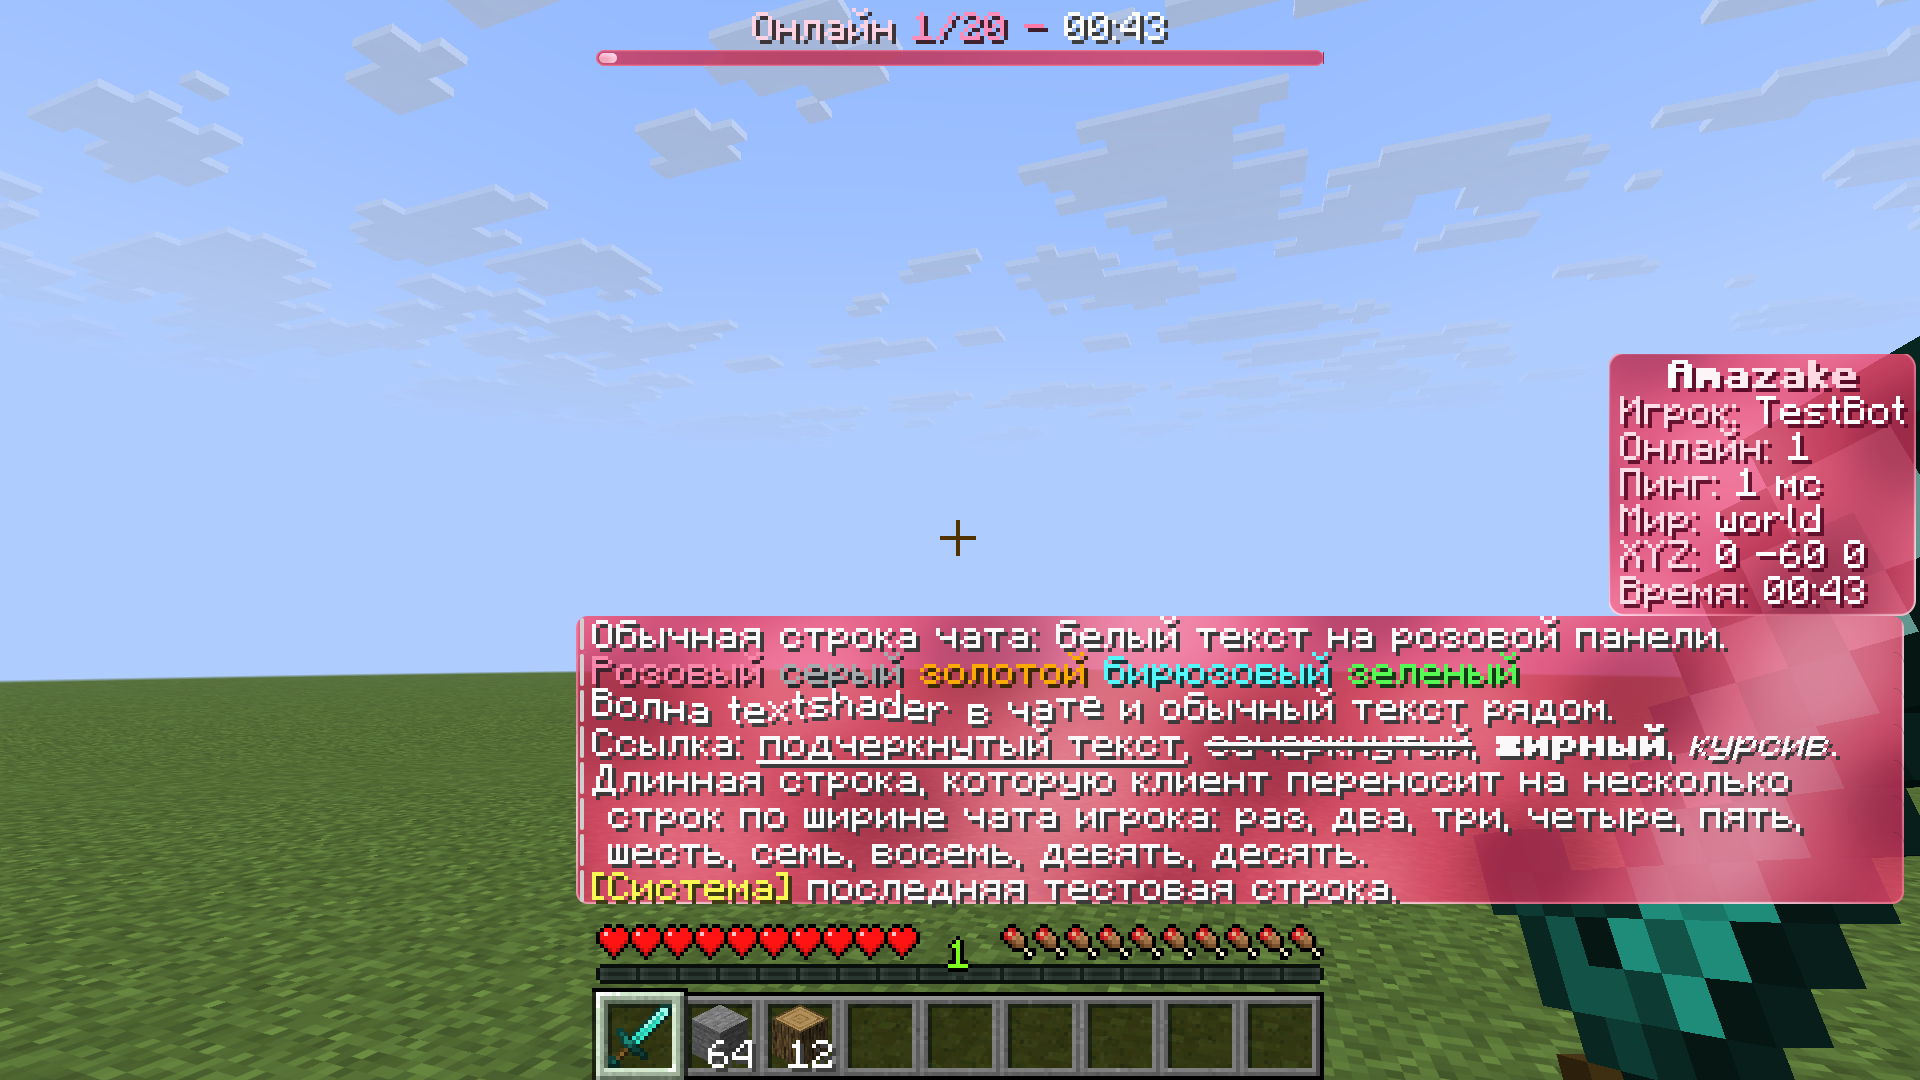 Онлайн 1/20 - 00:43
Amazake
Игрок: TestBot
Онлайн: 1
Пинг: 1 мс
Мир: world
XYZ: 0 -60 0
Время: 00:43
Обычная строка чата: белый текст на розовой панели.
Розовый серый золотой бирюзовый зеленый
Волна textshader в чате и обычный текст рядом.
Ссылка: подчеркнутый текст, зачеркнутый, жирный, курсив.
Длинная строка, которую клиент переносит на несколько
строк по ширине чата игрока: раз, два, три, четыре, пять,
шесть, семь, восемь, девять, десять.
[Система] последняя тестовая строка.
1
64
12